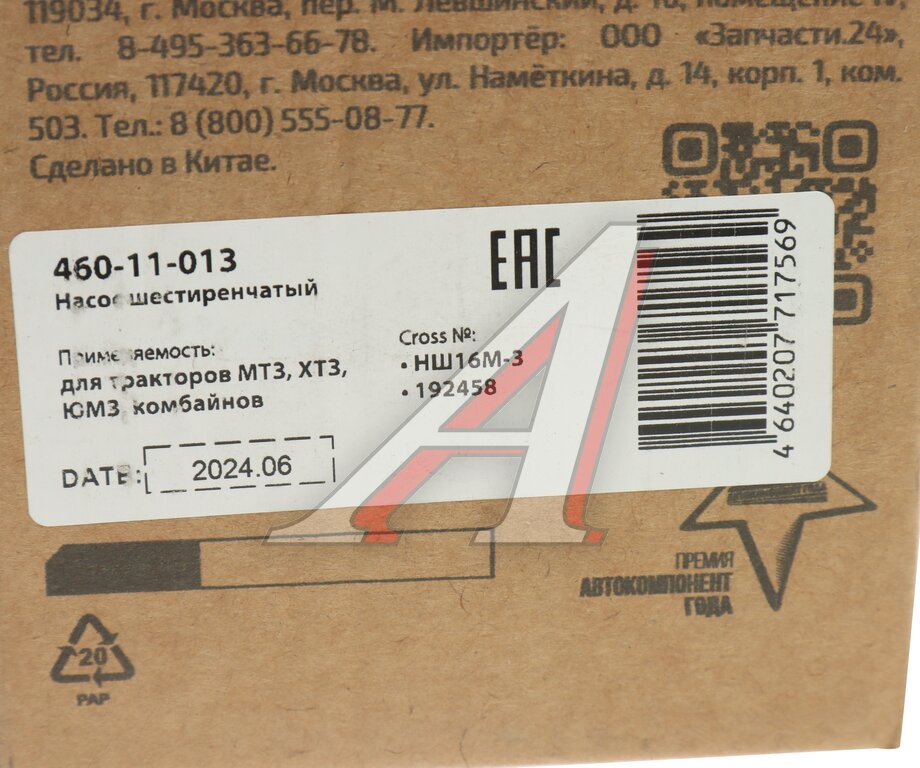 119034, г. Москва, пер. М. Левшинский, д. 10, помещение IV,
тел. 8-495-363-66-78. Импортёр: ООО «Запчасти.24»,
Россия, 117420, г. Москва, ул. Намёткина, д. 14, корп. 1, ком.
503. Тел.: 8 (800) 555-08-77.
Сделано в Китае.
460-11-013
Насос шестиренчатый
EAC
Применяемость:
для тракторов МТЗ, ХТЗ,
ЮМЗ, комбайнов
Cross №:
• НШ16М-3
• 192458
DATE: 2024.06
4 640207 717569
ПРЕМИЯ
АВТОКОМПОНЕНТ
ГОДА
20
PAP